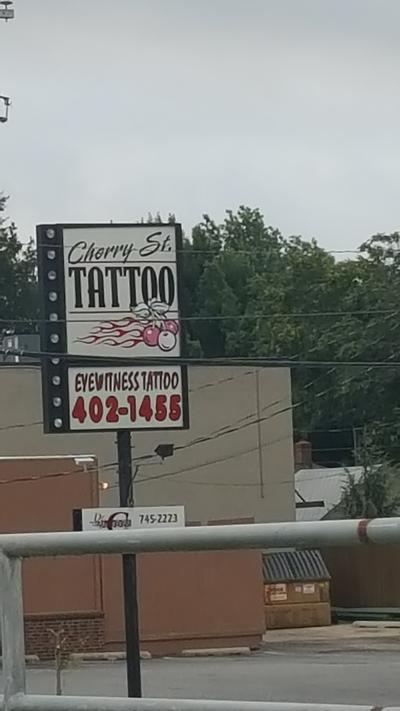 Cherry St.
TATTOO
EYEWITNESS TATTOO
402-1455
745-2223